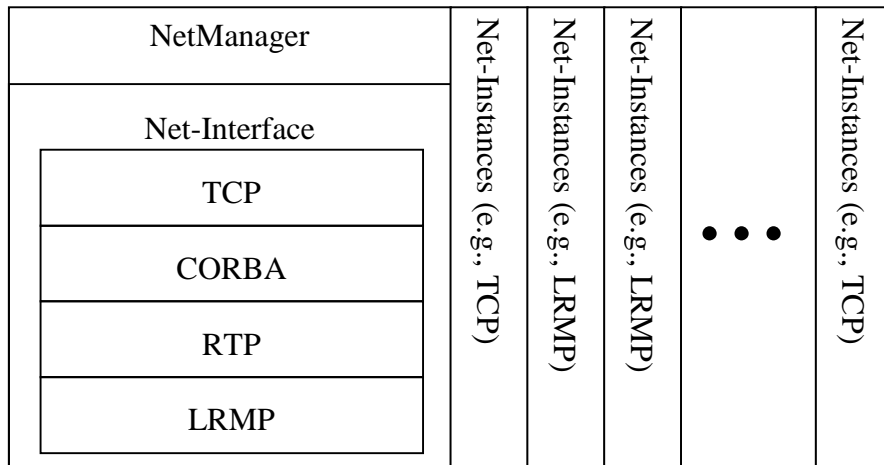 NetManager
Net-Interface
TCP
CORBA
RTP
LRMP
Net-Instances (e.g., TCP)
Net-Instances (e.g., LRMP)
Net-Instances (e.g., LRMP)
Net-Instances (e.g., TCP)